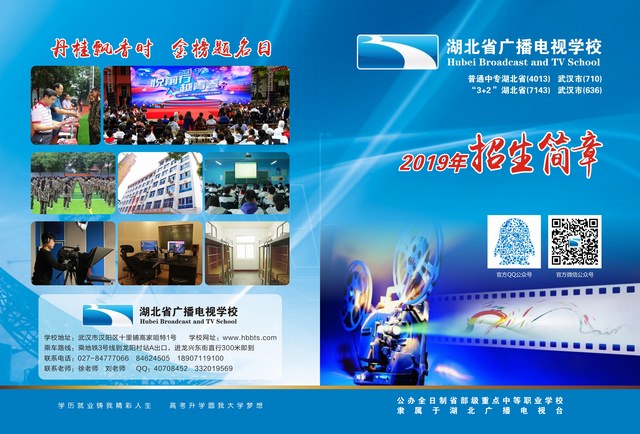 丹桂飘香时 金榜题名日
湖北省广播电视学校
Hubei Broadcast and TV School
学校地址：武汉市汉阳区十里铺高家咀特1号 学校网址：www.hbbts.com
乘车路线：乘地铁3号线到龙阳村站A出口，进龙兴东街直行300米即到
联系电话：027-84777066 84624505 18907119100
联系老师：徐老师 刘老师 QQ：40708452 332019569
学历就业铸我精彩人生 高考升学圆我大学梦想
湖北省广播电视学校
Hubei Broadcast and TV School
普通中专湖北省(4013) 武汉市(710)
“3+2”湖北省(7143) 武汉市(636)
2019年招生简章
官方QQ公众号
官方微信公众号
公办全日制省部级重点中等职业学校
隶属于湖北广播电视台